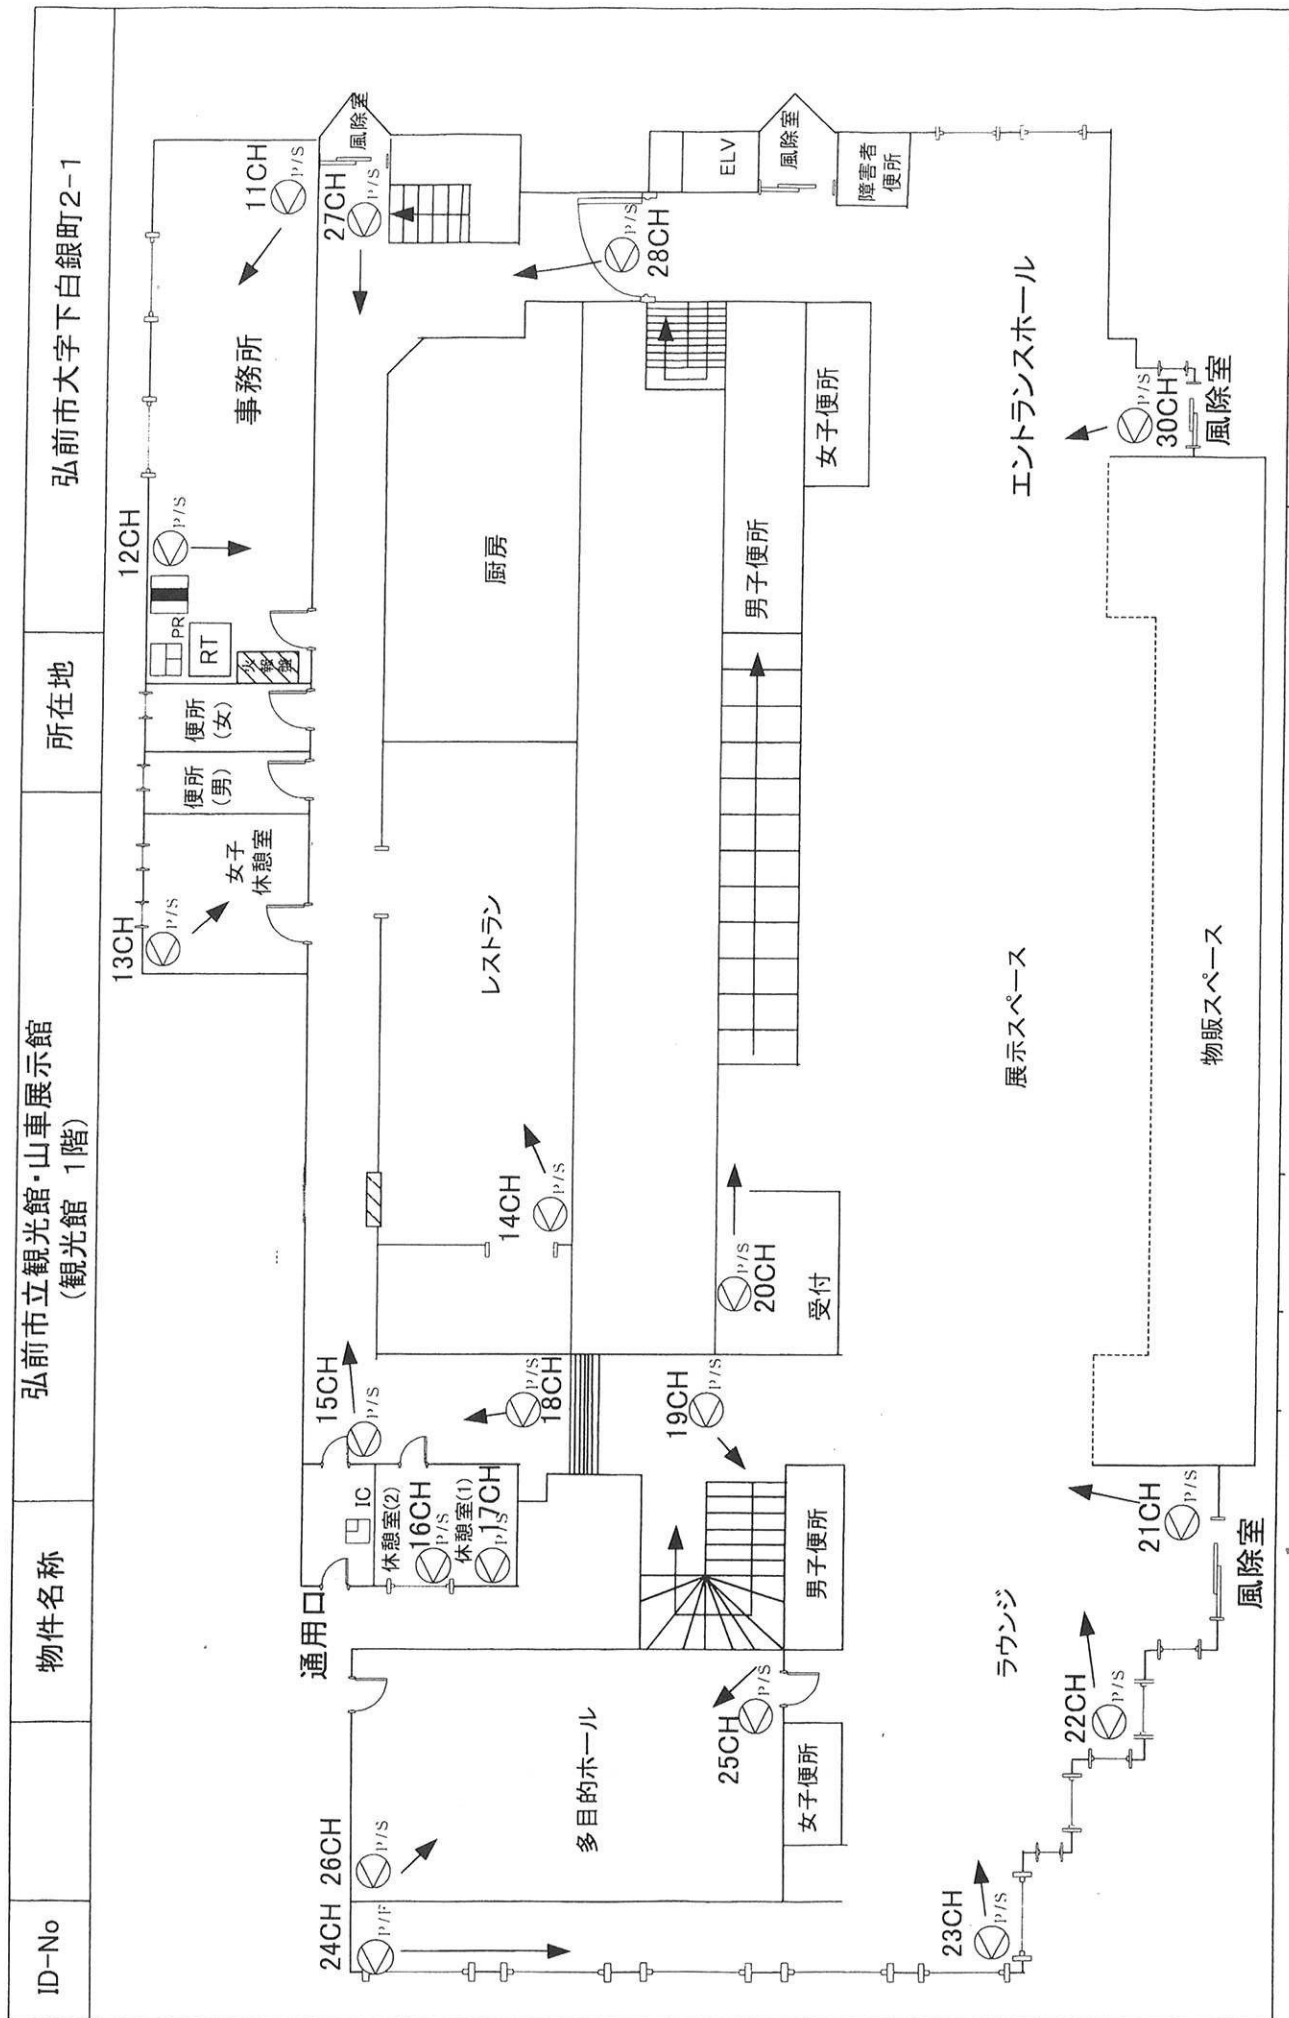 ID-No
物件名称
弘前市立観光館・山車展示館
(観光館 1階)
所在地
弘前市大字下白銀町2-1
13CH
P/S
女子
休憩室
便所
(男)
便所
(女)
12CH
P/S
PR
RT
火報盤
事務所
11CH
P/S
27CH
P/S
風除室
通用口
IC
15CH
P/S
休憩室(2)
16CH
P/S
休憩室(1)
17CH
P/S
18CH
P/S
14CH
P/S
レストラン
厨房
28CH
P/S
ELV
風除室
障害者
便所
24CH
P/F
26CH
P/S
多目的ホール
25CH
P/S
女子便所
男子便所
19CH
P/S
20CH
P/S
受付
男子便所
女子便所
エントランスホール
23CH
P/S
ラウンジ
22CH
P/S
21CH
P/S
風除室
展示スペース
物販スペース
30CH
P/S
風除室